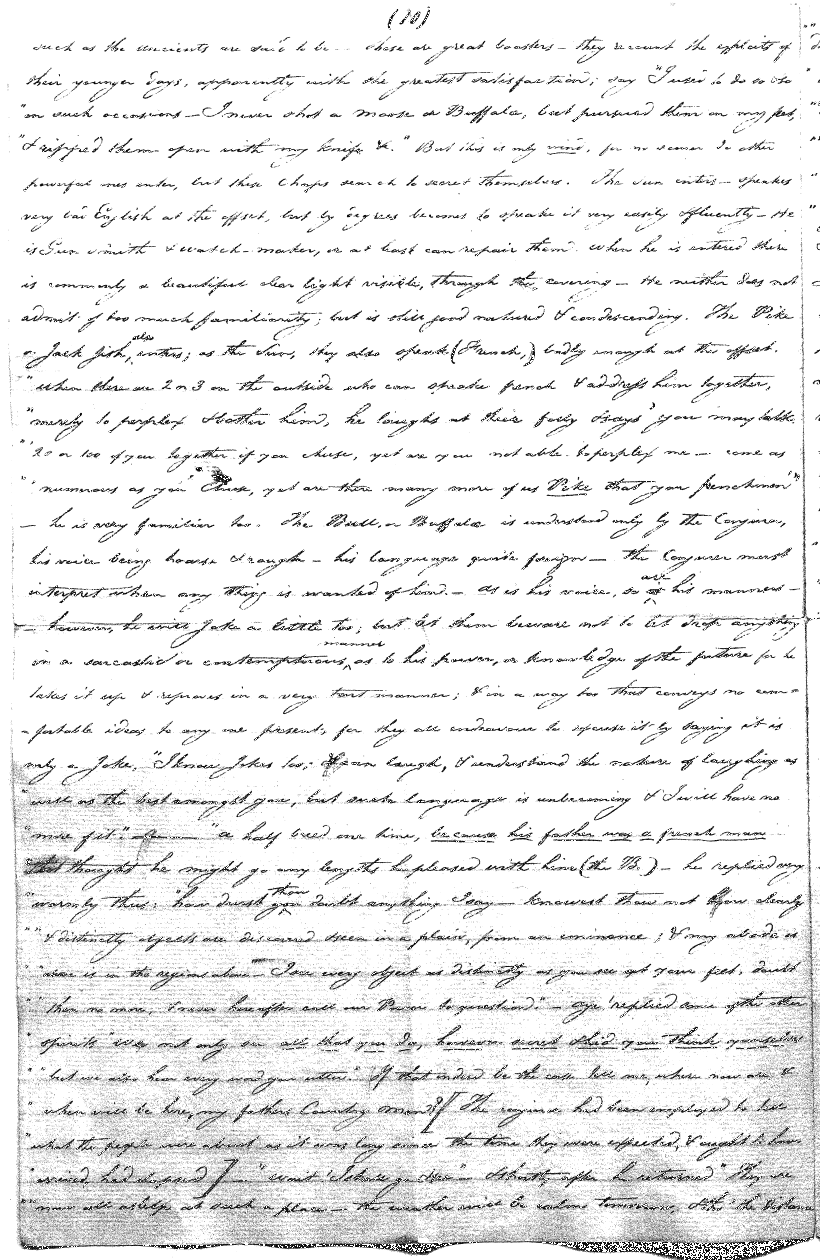 (10)
such as the ancients are said to be -- these are great boasters — they recount the exploits of
their younger days, apparently with the greatest satisfaction; say "I used to do so & so
"on such occasions — I never shot a moose or Buffaloe, but pursued them on my feet,
"& ripped them open with my knife &c." But this is only wind, for no sooner do other
powerful ones enter, but these Chaps search to secret themselves. The Sun enters — speaks
very bad English at the offset, but by degrees becomes to speake it very easily & fluently — He
is Gun smith & watch-maker, or at least can repair them. When he is entered there
is commonly a beautiful clear light visible, through the covering — He neither does not
admit of too much familiarity; but is still good natured & condescending. The Pike
or Jack fish, also enters; as the Sun, they also speak (French,) badly enough at the offset.
"when there are 2 or 3 on the outside who can speake french & address him together,
"merely to perplex & bother him, he laughs at their folly & says" you may talk
"'20 or 100 of you together if you chuse, yet are you not able to perplex me — come as
"'numerous as you chuse, yet are there many more of us Pike that you frenchmen'"
— he is very familiar too. The Bull, or Buffaloe is understood only by the Conjurer,
his voice being hoarse & rough — his language quite foreign — the Conjurer must
interpret when any thing is wanted of him. — as is his voice, so are his manners —
— however, he will Joke a little too; but let them beware not to let drop anything
in a sarcastic or contemptuous manner, as to his power, or knowledge of the future for he
takes it up & reproves in a very tart manner; & in a way too that conveys no com=
=fortable ideas to any one present, for they all endeavour to excuse it by saying it is
only a Joke, "I know Jokes too; I can laugh, & understand the nature of laughing as
"well as the best amongst you, but such language is unbecoming & I will have no
"more of it". — "a half breed one time, because his father was a french man
thought he might go any lengths he pleased with him (the B.) — he replied very
"warmly thus: "how durst thou doubt anything I say — knowest thou not how clearly
"'& distinctly objects are discovered & seen in a plain, from an eminence; & my abode is
"above is in the regions above — I see every object as distinctly as you see at your feet, doubt
"then no more, & never hereafter call our Power to question." — aye! replied some of the other
spirits "We not only see all that you do, however secret & hid you think yourselves
"but we also hear every word you utter." If that indeed be the case tell me, where now are &
"when will be here, my fathers Country men? [ The conjurer had been employed to tell
"what the people were about as it was long since the time they were expected, & ought to have
"arrived, had elapsed] — "wait! I shall go & see" — & shortly after he returned "They are
"now all asleep at such a place — the weather will be calme tomorrow, & tho' the distance